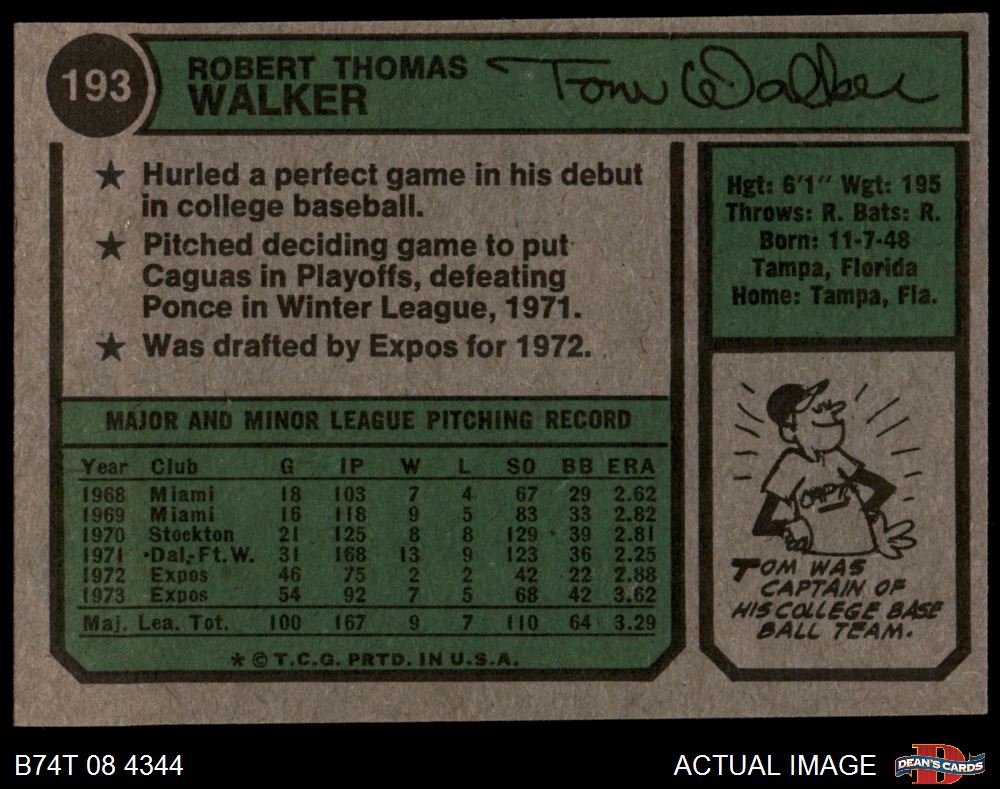 193
ROBERT THOMAS
WALKER
Tom Walker
★ Hurled a perfect game in his debut
in college baseball.
★ Pitched deciding game to put
Caguas in Playoffs, defeating
Ponce in Winter League, 1971.
★ Was drafted by Expos for 1972.
Hgt: 6'1" Wgt: 195
Throws: R. Bats: R.
Born: 11-7-48
Tampa, Florida
Home: Tampa, Fla.
MAJOR AND MINOR LEAGUE PITCHING RECORD
Year Club G IP W L SO BB ERA
1968 Miami 18 103 7 4 67 29 2.62
1969 Miami 16 118 9 5 83 33 2.82
1970 Stockton 21 125 8 8 129 39 2.81
1971 •Dal.-Ft. W. 31 168 13 9 123 36 2.25
1972 Expos 46 75 2 2 42 22 2.88
1973 Expos 54 92 7 5 68 42 3.62
Maj. Lea. Tot. 100 167 9 7 110 64 3.29
* © T.C.G. PRTD. IN U.S.A.
CAPT.
TOM WAS
CAPTAIN OF
HIS COLLEGE BASE
BALL TEAM.
B74T 08 4344
ACTUAL IMAGE
D
DEAN'S CARDS